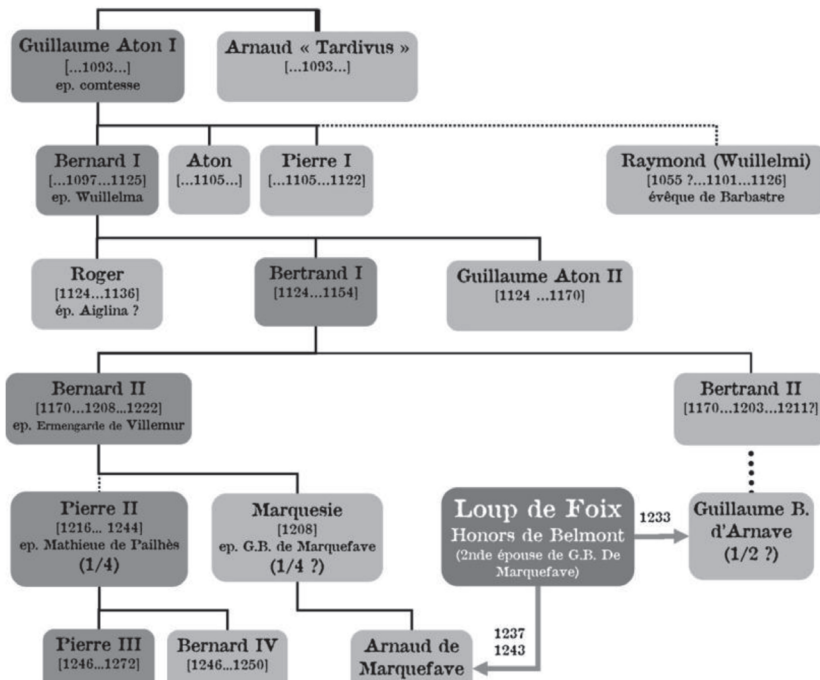 Guillaume Aton I
[...1093...]
ep. comtesse
Arnaud « Tardivus »
[...1093...]
Bernard I
[...1097...1125]
ep. Wuillelma
Aton
[...1105...]
Pierre I
[...1105...1122]
Raymond (Wuillelmi)
[1055 ?...1101...1126]
évêque de Barbastre
Roger
[1124...1136]
ép. Aiglina ?
Bertrand I
[1124...1154]
Guillaume Aton II
[1124 ...1170]
Bernard II
[1170...1208...1222]
ep. Ermengarde de Villemur
Bertrand II
[1170...1203...1211?]
Pierre II
[1216... 1244]
ep. Mathieue de Pailhès
(1/4)
Marquesie
[1208]
ep. G.B. de Marquefave
(1/4 ?)
Loup de Foix
Honors de Belmont
(2nde épouse de G.B. De
Marquefave)
1233
Guillaume B.
d'Arnave
(1/2 ?)
Pierre III
[1246...1272]
Bernard IV
[1246...1250]
Arnaud de
Marquefave
1237
1243